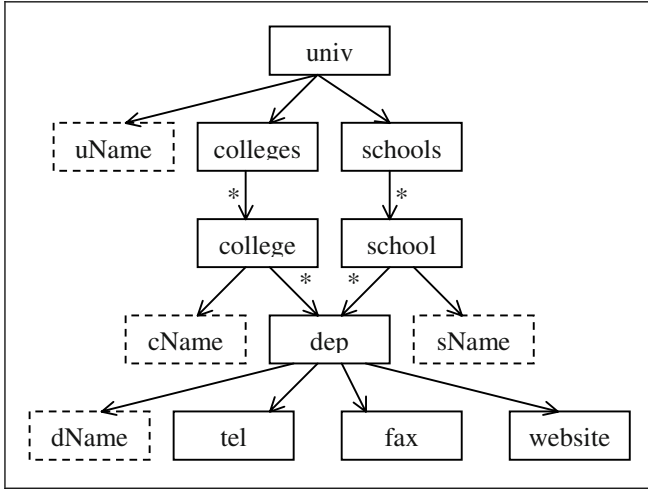 univ
uName colleges schools
* *
college school
* *
cName dep sName
dName tel fax website